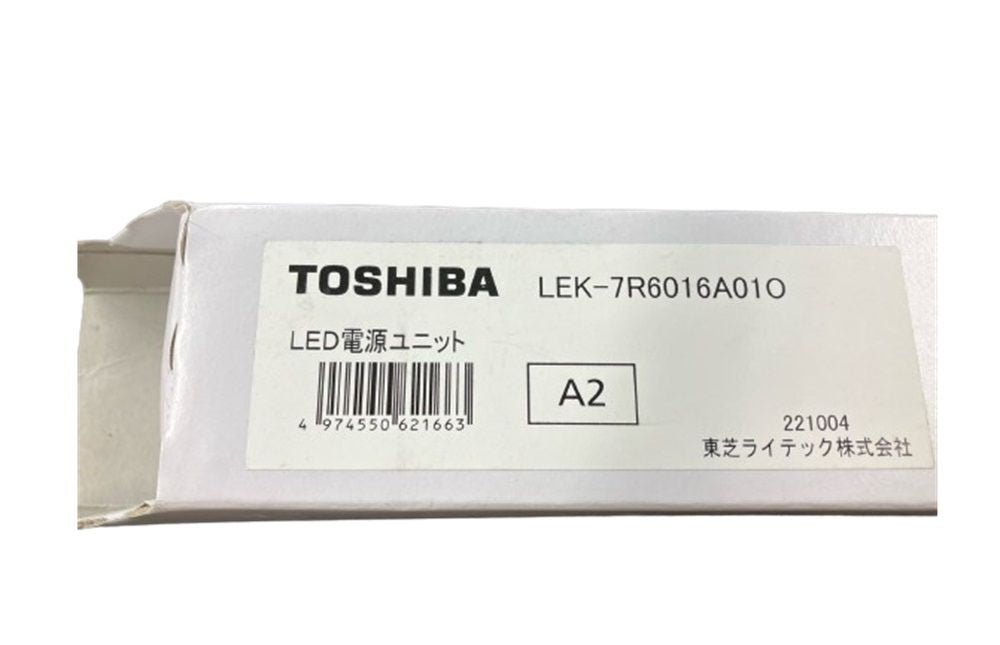 TOSHIBA LEK-7R6016A01O
LED電源ユニット
4 974550 621663
A2
221004
東芝ライテック株式会社